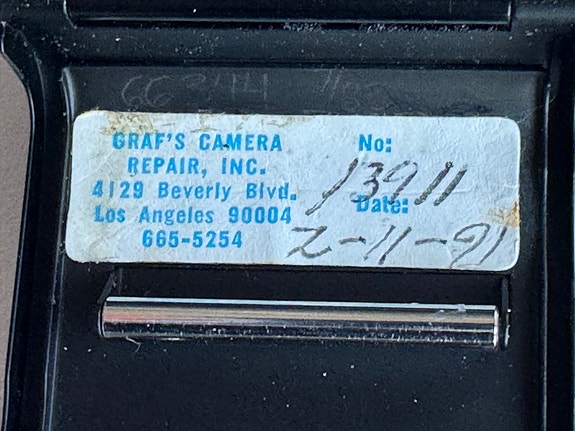 GRAF'S CAMERA
REPAIR, INC.
4129 Beverly Blvd.
Los Angeles 90004
665-5254
No:
13911
Date:
2-11-91